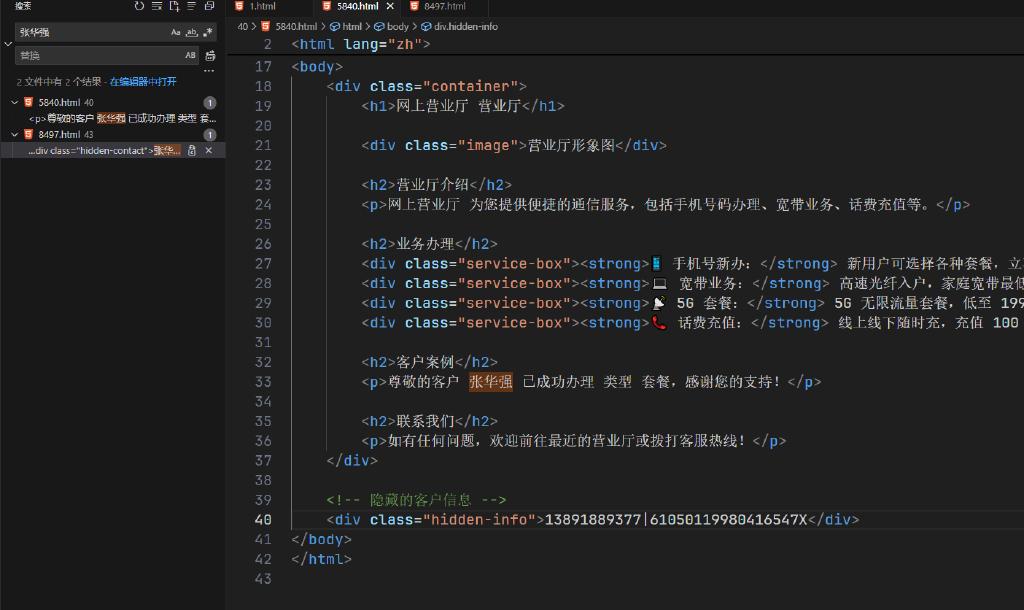 搜索
张华强
Aa ab .*
替换
AB
2 文件中有 2 个结果 - 在编辑器中打开
5840.html 40
1
<p>尊敬的客户 张华强 已成功办理 类型 套...
8497.html 43
1
...div class="hidden-contact">张华...
1.html
5840.html
8497.html
40 > 5840.html > html > body > div.hidden-info
2 <html lang="zh">
17 <body>
18 <div class="container">
19 <h1>网上营业厅 营业厅</h1>
20
21 <div class="image">营业厅形象图</div>
22
23 <h2>营业厅介绍</h2>
24 <p>网上营业厅 为您提供便捷的通信服务，包括手机号码办理、宽带业务、话费充值等。</p>
25
26 <h2>业务办理</h2>
27 <div class="service-box"><strong>📱 手机号新办：</strong> 新用户可选择各种套餐，立
28 <div class="service-box"><strong>💻 宽带业务：</strong> 高速光纤入户，家庭宽带最低
29 <div class="service-box"><strong>📡 5G 套餐：</strong> 5G 无限流量套餐，低至 199
30 <div class="service-box"><strong>📞 话费充值：</strong> 线上线下随时充，充值 100
31
32 <h2>客户案例</h2>
33 <p>尊敬的客户 张华强 已成功办理 类型 套餐，感谢您的支持！</p>
34
35 <h2>联系我们</h2>
36 <p>如有任何问题，欢迎前往最近的营业厅或拨打客服热线！</p>
37 </div>
38
39 <!-- 隐藏的客户信息 -->
40 <div class="hidden-info">13891889377|61050119980416547X</div>
41 </body>
42 </html>
43